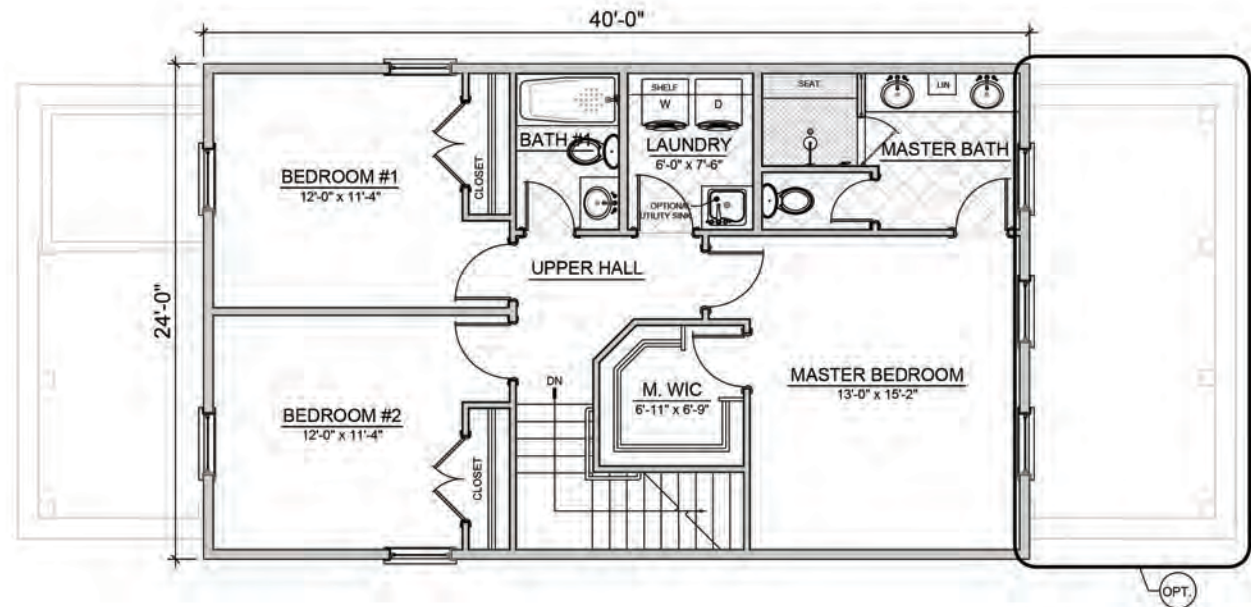 40'-0"
SEAT
LIN
SHELF
W
D
BATH #1
LAUNDRY
6'-0" x 7'-6"
MASTER BATH
CLOSET
BEDROOM #1
12'-0" x 11'-4"
OPTIONAL
UTILITY SINK
UPPER HALL
24'-0"
DN
M. WIC
6'-11" x 6'-9"
MASTER BEDROOM
13'-0" x 15'-2"
BEDROOM #2
12'-0" x 11'-4"
CLOSET
OPT.